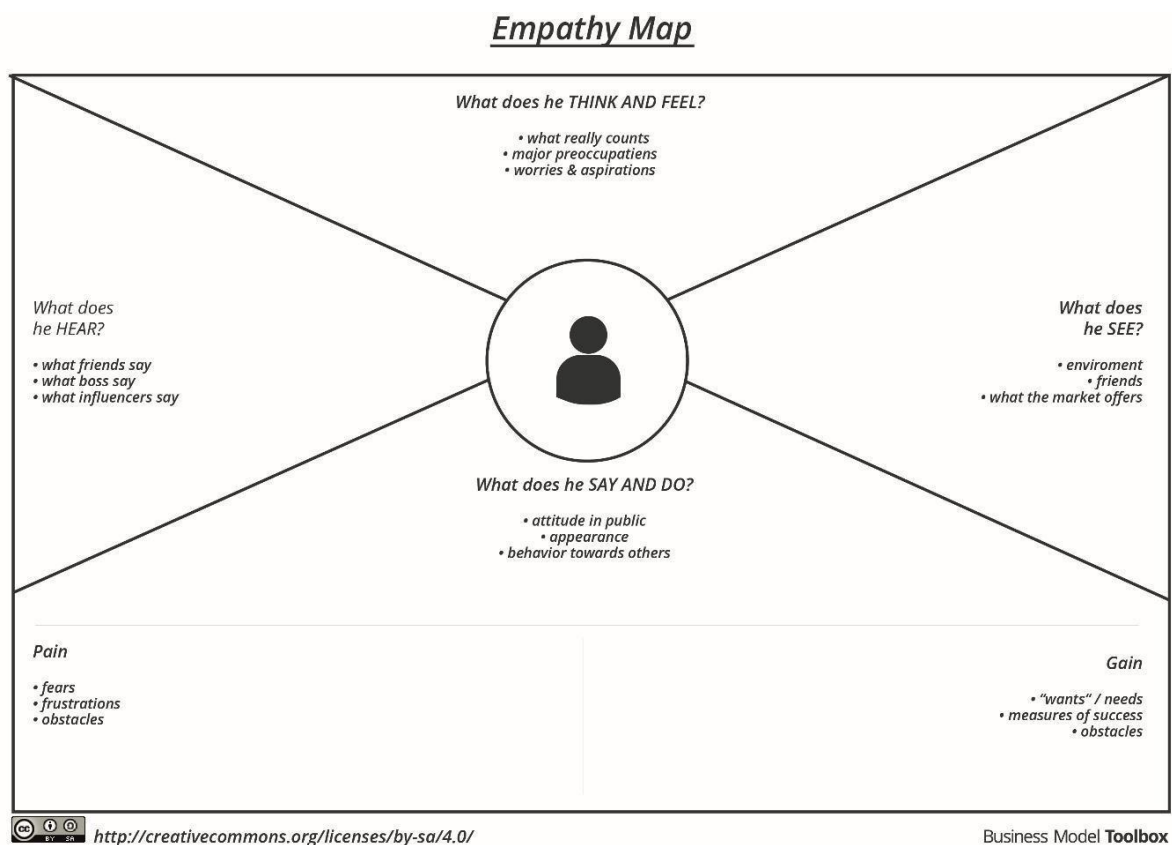 Empathy Map
What does he THINK AND FEEL?
• what really counts
• major preoccupatiens
• worries & aspirations
What does
he HEAR?
• what friends say
• what boss say
• what influencers say
What does
he SEE?
• enviroment
• friends
• what the market offers
What does he SAY AND DO?
• attitude in public
• appearance
• behavior towards others
Pain
• fears
• frustrations
• obstacles
Gain
• “wants“ / needs
• measures of success
• obstacles
cc BY SA
http://creativecommons.org/licenses/by-sa/4.0/
Business Model Toolbox